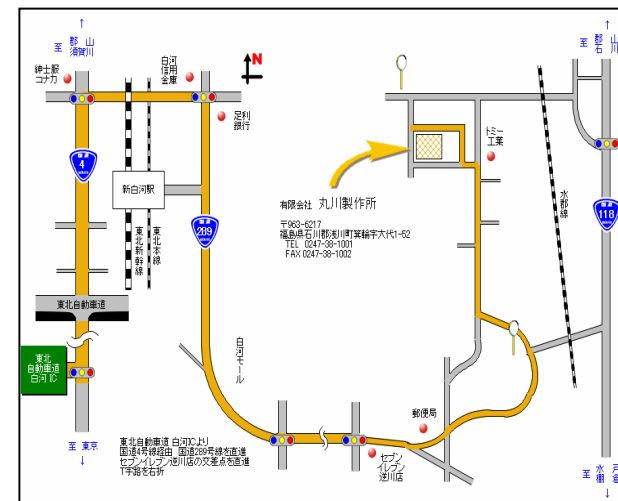 ↑
至 郡山
須賀川
紳士服
コナカ
白河
信用
金庫
N
足利
銀行
国道
4
新白河駅
東北新幹線
東北本線
289
東北自動車道
東北
自動車道
白河 IC
至 東京
↓
白河モール
東北自動車道 白河ICより
国道4号線経由 国道289号線を直進
セブンイレブン逆川店の交差点を直進
T字路を右折
有限会社 丸川製作所
〒963-6217
福島県石川郡浅川町箕輪字大代1-52
TEL 0247-38-1001
FAX 0247-38-1002
トミー
工業
↑
至 郡山
石川
水郡線
118
郵便局
セブン
イレブン
逆川店
至 水戸
棚倉
↓